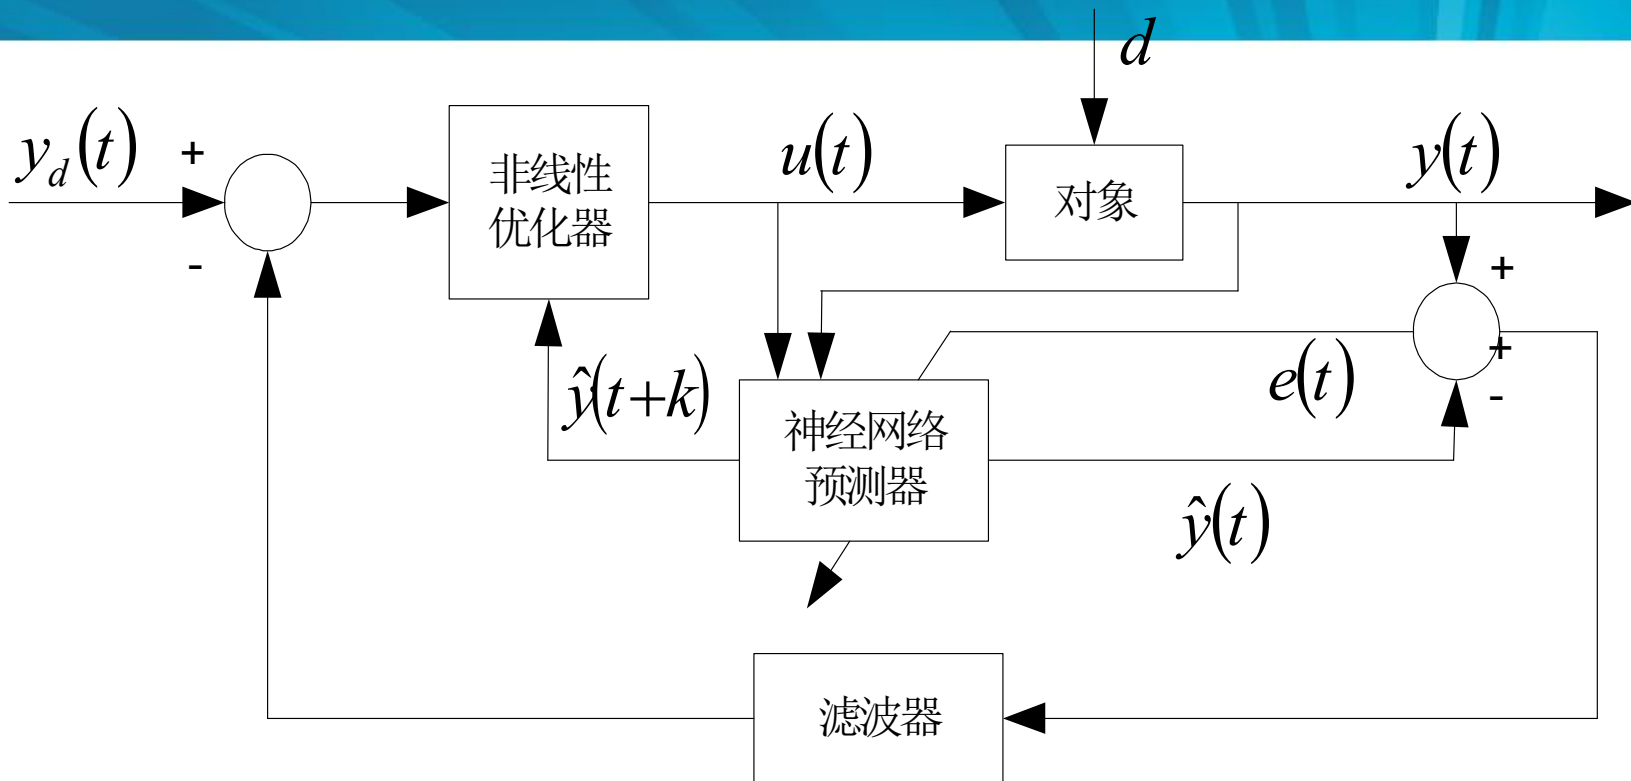 d
y_d(t)
+
-
非线性
优化器
u(t)
对象
y(t)
+
+
-
e(t)
ŷ(t+k)
神经网络
预测器
ŷ(t)
滤波器